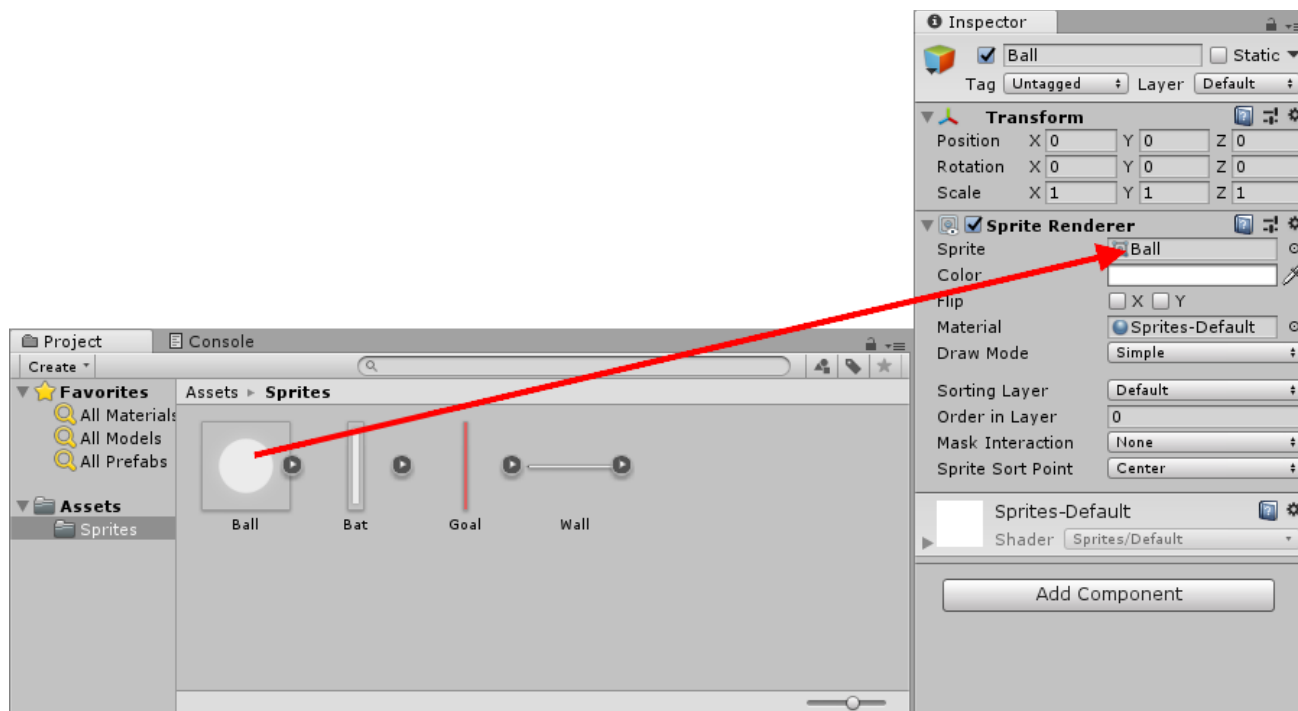 Inspector
Ball Static
Tag Untagged Layer Default
Transform
Position X 0 Y 0 Z 0
Rotation X 0 Y 0 Z 0
Scale X 1 Y 1 Z 1
Sprite Renderer
Sprite Ball
Color
Flip X Y
Material Sprites-Default
Draw Mode Simple
Sorting Layer Default
Order in Layer 0
Mask Interaction None
Sprite Sort Point Center
Sprites-Default
Shader Sprites/Default
Add Component
Project Console
Create
Favorites
All Materials
All Models
All Prefabs
Assets
Sprites
Assets Sprites
Ball Bat Goal Wall